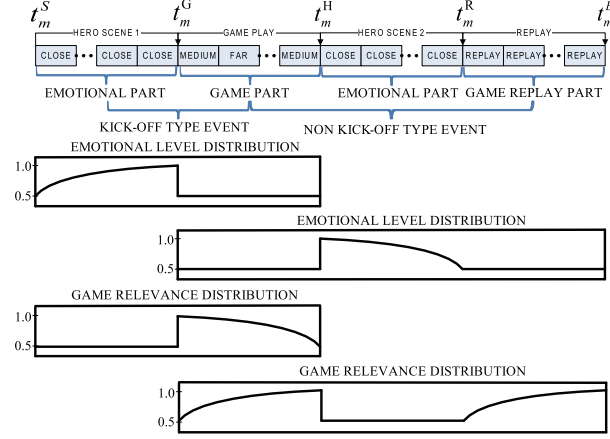 t_m^S t_m^G t_m^H t_m^R t_m^E
HERO SCENE 1 GAME PLAY HERO SCENE 2 REPLAY
CLOSE ••• CLOSE CLOSE MEDIUM FAR ••• MEDIUM CLOSE CLOSE ••• CLOSE REPLAY REPLAY ••• REPLAY
EMOTIONAL PART GAME PART EMOTIONAL PART GAME REPLAY PART
KICK-OFF TYPE EVENT NON KICK-OFF TYPE EVENT
EMOTIONAL LEVEL DISTRIBUTION
1.0
0.5
EMOTIONAL LEVEL DISTRIBUTION
1.0
0.5
GAME RELEVANCE DISTRIBUTION
1.0
0.5
GAME RELEVANCE DISTRIBUTION
1.0
0.5